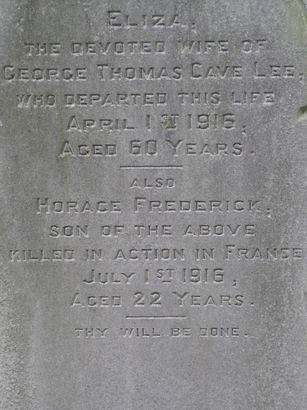 ELIZA,
THE DEVOTED WIFE OF
GEORGE THOMAS CAVE LEE,
WHO DEPARTED THIS LIFE
APRIL 1ST 1916,
AGED 60 YEARS.
ALSO
HORACE FREDERICK,
SON OF THE ABOVE
KILLED IN ACTION IN FRANCE
JULY 1ST 1916,
AGED 22 YEARS.
THY WILL BE DONE.